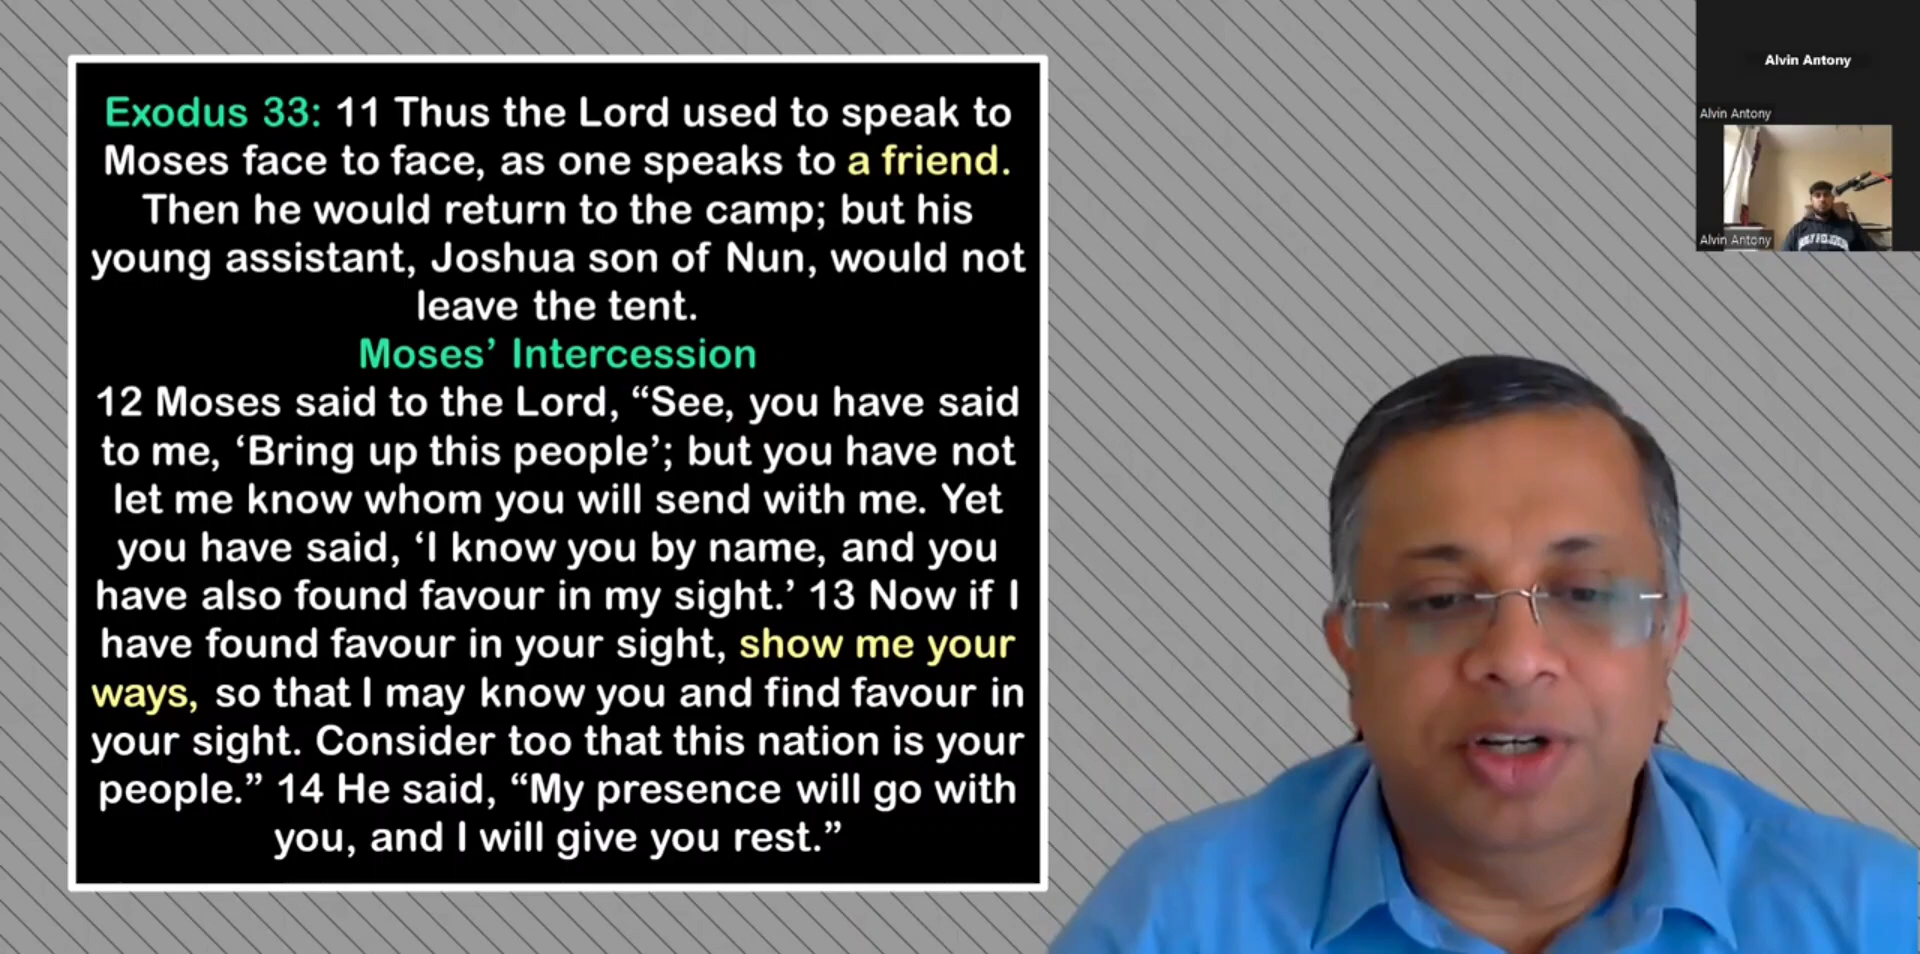 Exodus 33: 11 Thus the Lord used to speak to
Moses face to face, as one speaks to a friend.
Then he would return to the camp; but his
young assistant, Joshua son of Nun, would not
leave the tent.
Moses’ Intercession
12 Moses said to the Lord, “See, you have said
to me, ‘Bring up this people’; but you have not
let me know whom you will send with me. Yet
you have said, ‘I know you by name, and you
have also found favour in my sight.’ 13 Now if I
have found favour in your sight, show me your
ways, so that I may know you and find favour in
your sight. Consider too that this nation is your
people.” 14 He said, “My presence will go with
you, and I will give you rest.”
Alvin Antony
Alvin Antony
Alvin Antony